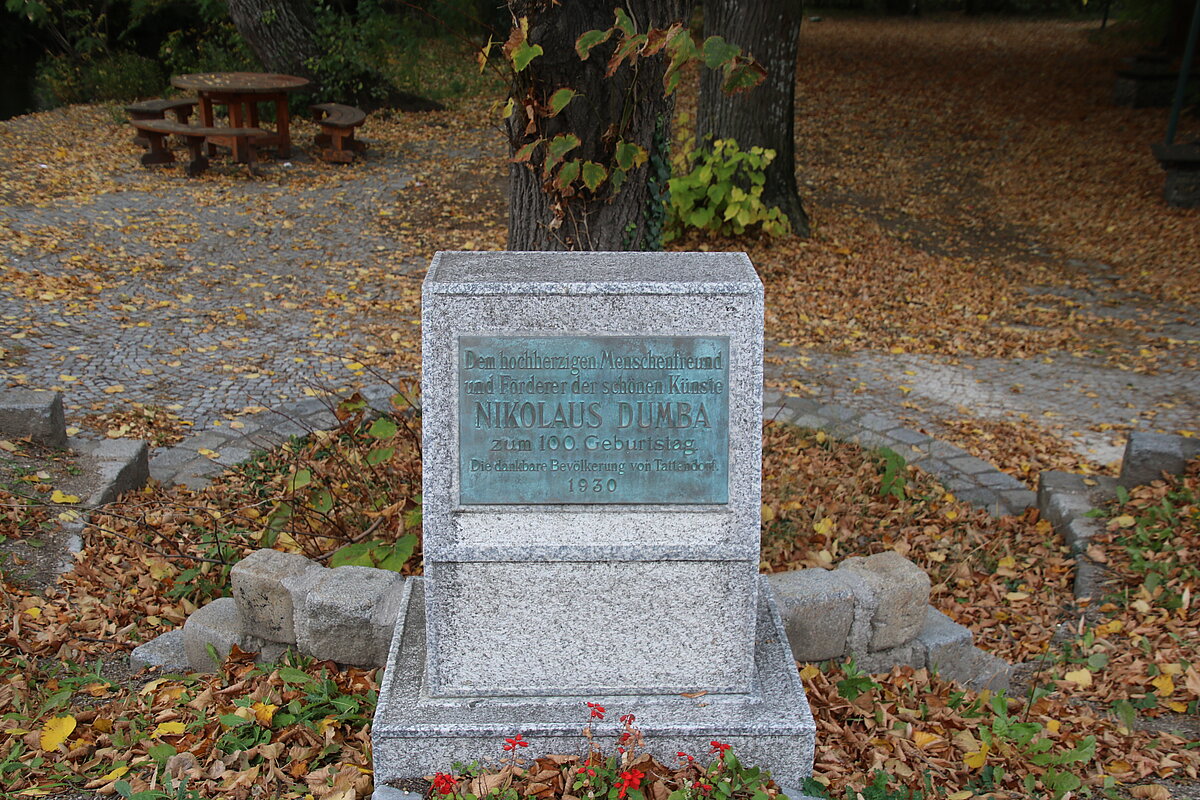 Dem hochherzigen Menschenfreund
und Förderer der schönen Künste
NIKOLAUS DUMBA
zum 100. Geburtstag
Die dankbare Bevölkerung von Tattendorf.
1930